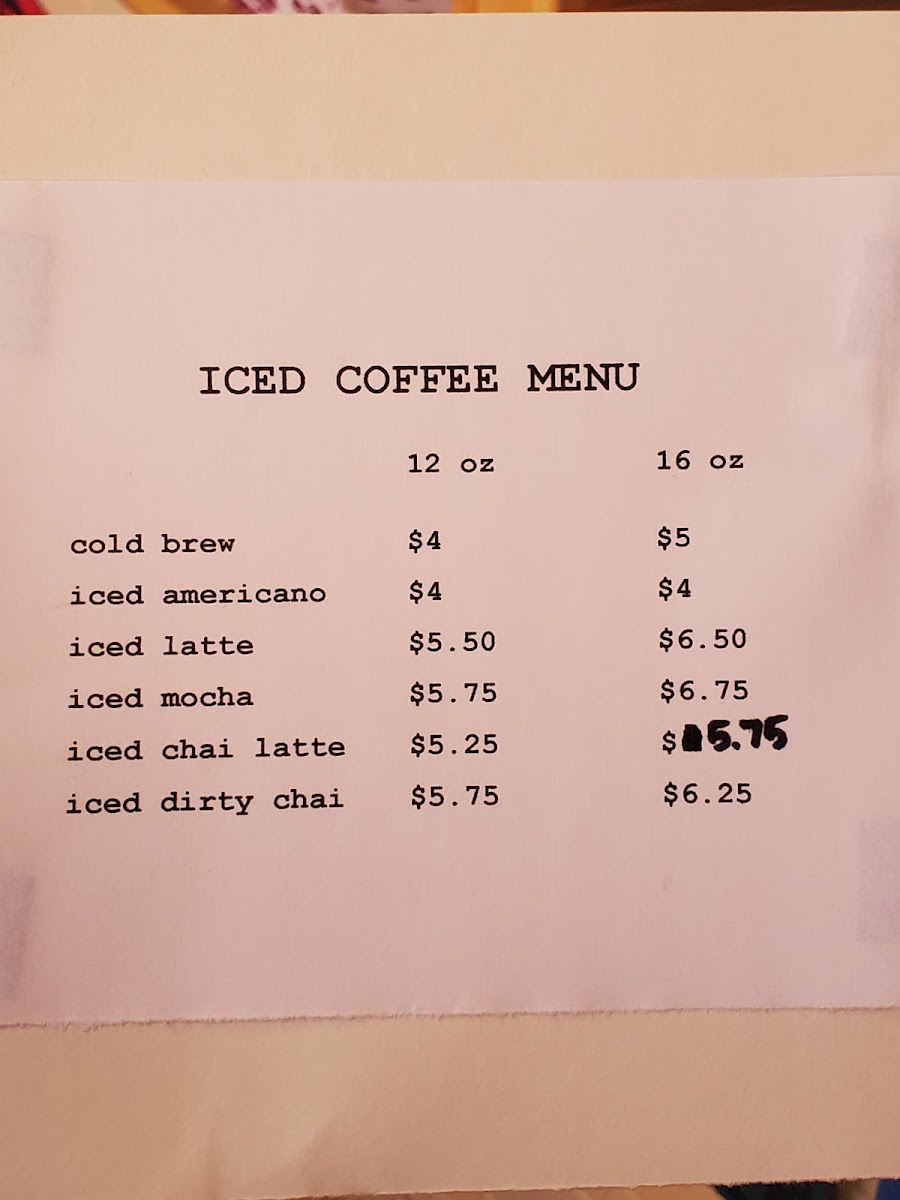 ICED COFFEE MENU
12 oz 16 oz
cold brew $4 $5
iced americano $4 $4
iced latte $5.50 $6.50
iced mocha $5.75 $6.75
iced chai latte $5.25 $5.75
iced dirty chai $5.75 $6.25